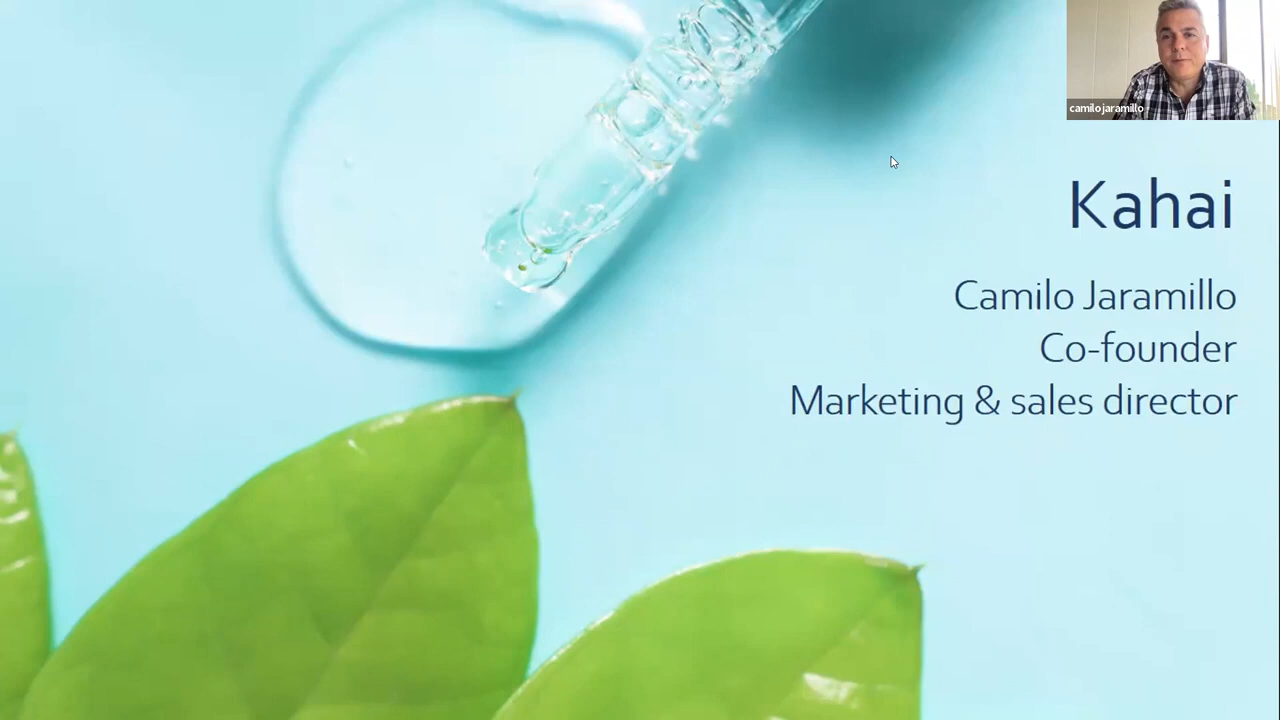 camilo jaramillo
Kahai
Camilo Jaramillo
Co-founder
Marketing & sales director